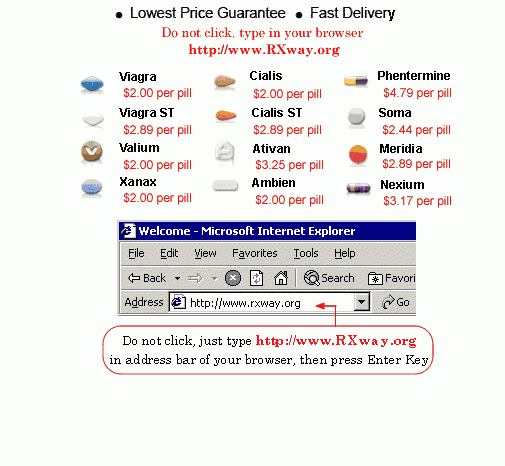 • Lowest Price Guarantee • Fast Delivery
Do not click, type in your browser
http://www.RXway.org
Viagra Cialis Phentermine
$2.00 per pill $2.00 per pill $4.79 per pill
Viagra ST Cialis ST Soma
$2.89 per pill $2.89 per pill $2.44 per pill
Valium Ativan Meridia
$2.00 per pill $3.25 per pill $2.89 per pill
Xanax Ambien Nexium
$2.00 per pill $2.00 per pill $3.17 per pill
Welcome - Microsoft Internet Explorer
File Edit View Favorites Tools Help
Back Search Favori
Address http://www.rxway.org Go
Do not click, just type http://www.RXway.org
in address bar of your browser, then press Enter Key